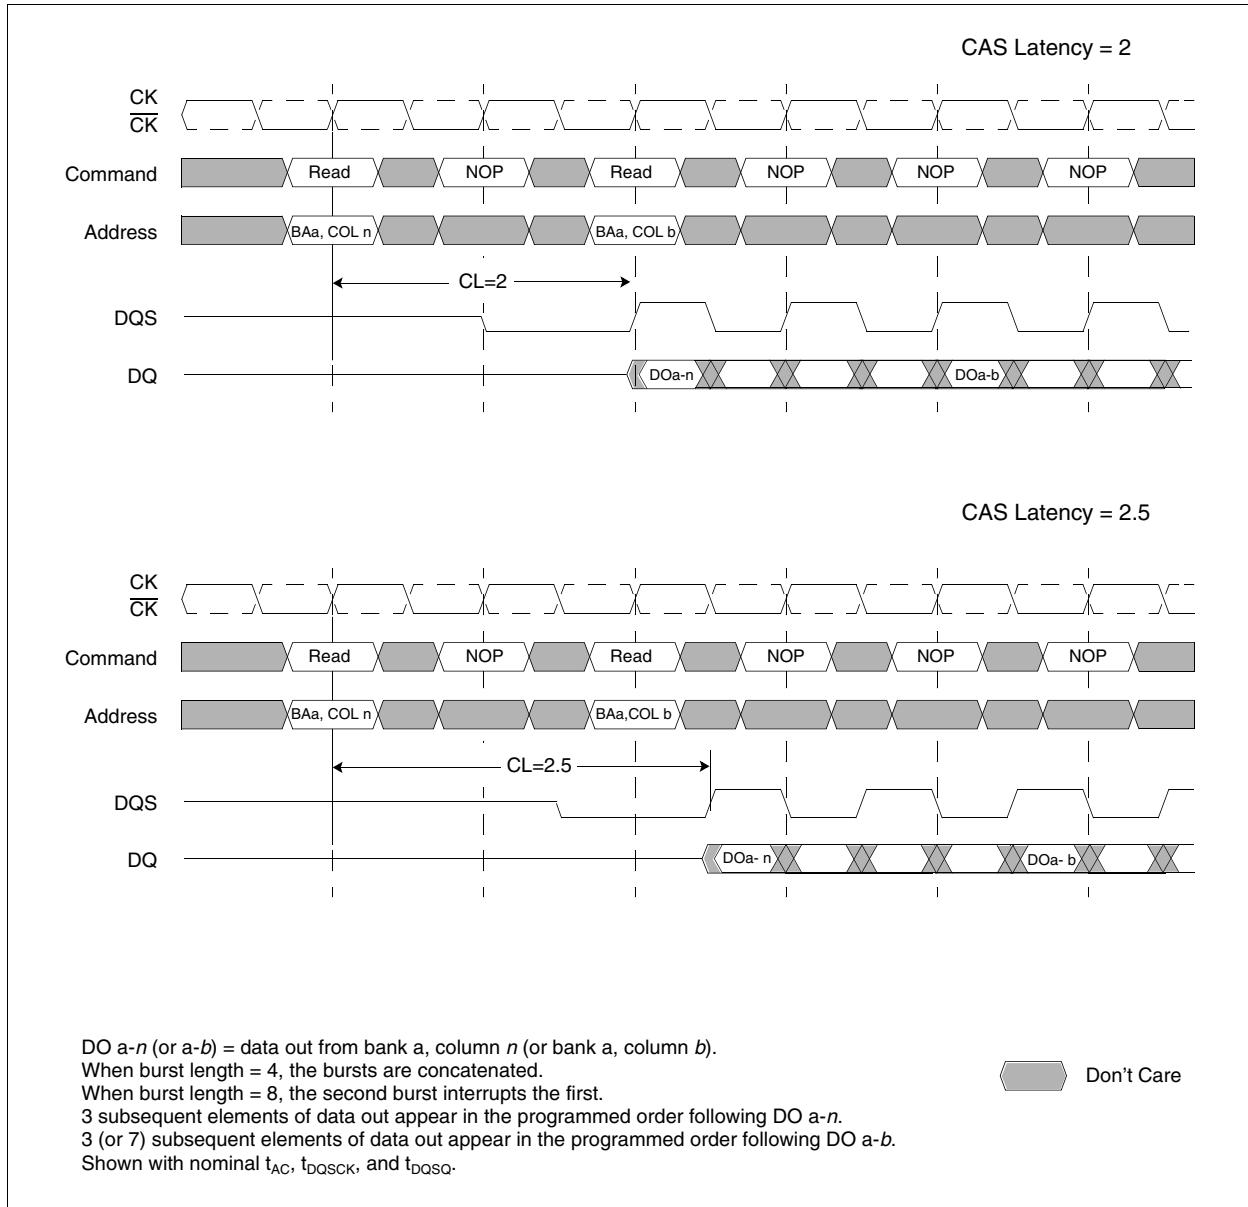 CAS Latency = 2
CK
CK
Command Read NOP Read NOP NOP NOP
Address BAa, COL n BAa, COL b
CL=2
DQS
DQ DOa-n DOa-b
CAS Latency = 2.5
CK
CK
Command Read NOP Read NOP NOP NOP
Address BAa, COL n BAa,COL b
CL=2.5
DQS
DQ DOa- n DOa- b
DO a-n (or a-b) = data out from bank a, column n (or bank a, column b).
When burst length = 4, the bursts are concatenated.
When burst length = 8, the second burst interrupts the first.
3 subsequent elements of data out appear in the programmed order following DO a-n.
3 (or 7) subsequent elements of data out appear in the programmed order following DO a-b.
Shown with nominal tAC, tDQSCK, and tDQSQ.
Don't Care